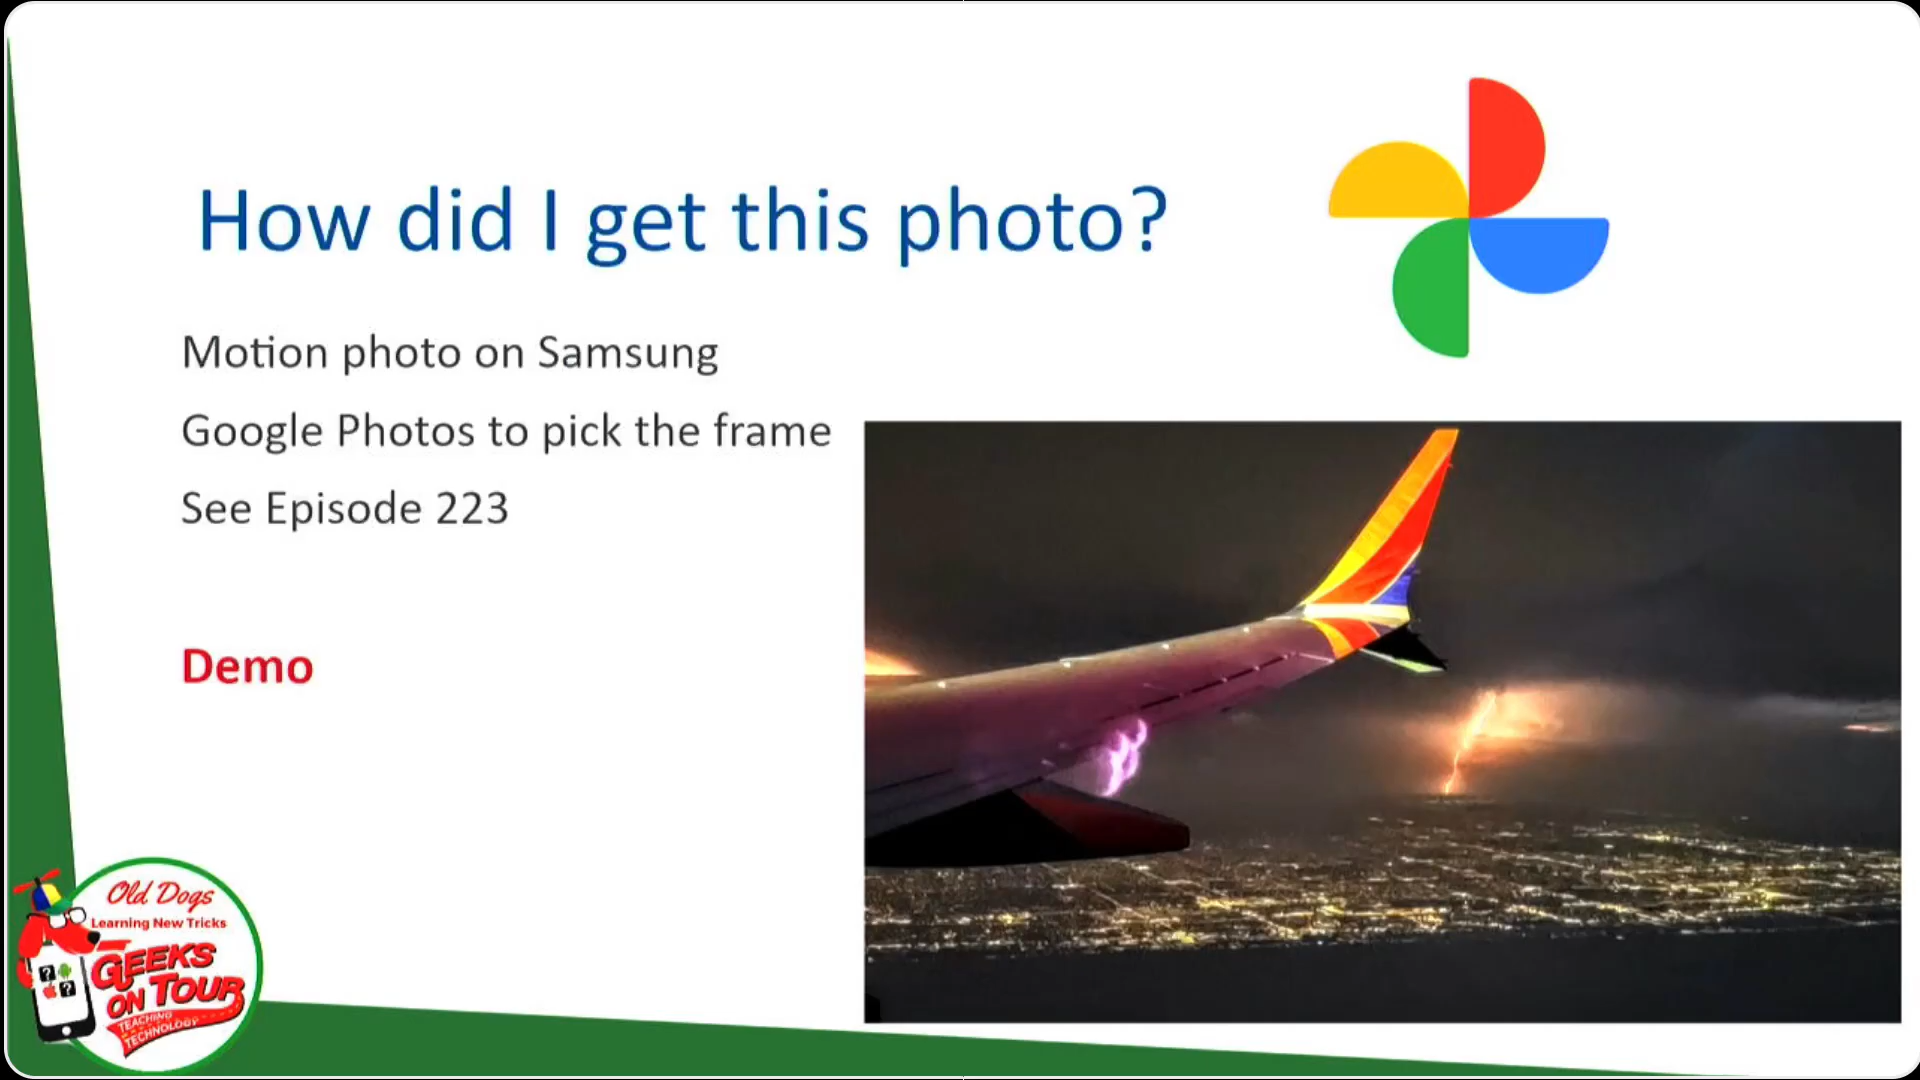 How did I get this photo?
Motion photo on Samsung
Google Photos to pick the frame
See Episode 223
Demo
Old Dogs
Learning New Tricks
GEEKS
ON TOUR
TEACHING
TECHNOLOGY
? 
?